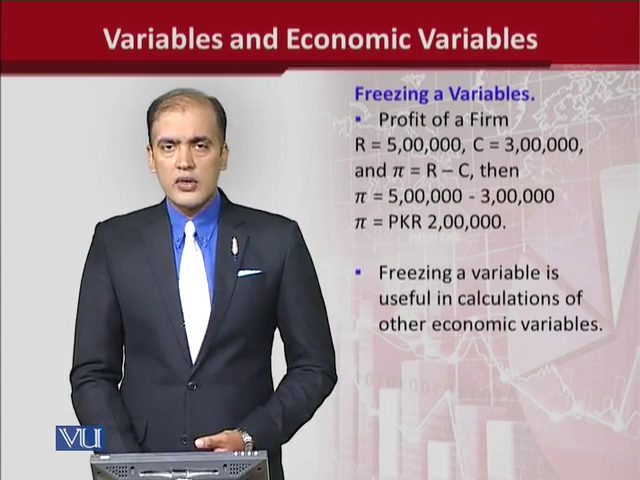 Variables and Economic Variables
Freezing a Variables.
▪ Profit of a Firm
R = 5,00,000, C = 3,00,000,
and π = R – C, then
π = 5,00,000 - 3,00,000
π = PKR 2,00,000.
▪ Freezing a variable is
useful in calculations of
other economic variables.
VU